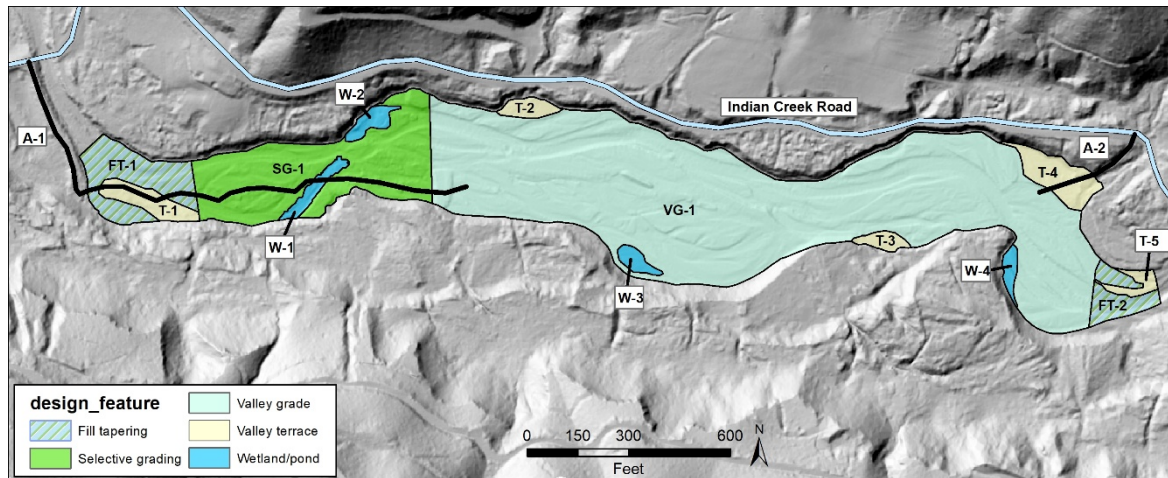 W-2
T-2
Indian Creek Road
A-1
A-2
FT-1
SG-1
T-4
T-1
VG-1
W-1
T-3
T-5
W-3
W-4
FT-2
design_feature
Fill tapering
Selective grading
Valley grade
Valley terrace
Wetland/pond
0 150 300 600
Feet
N